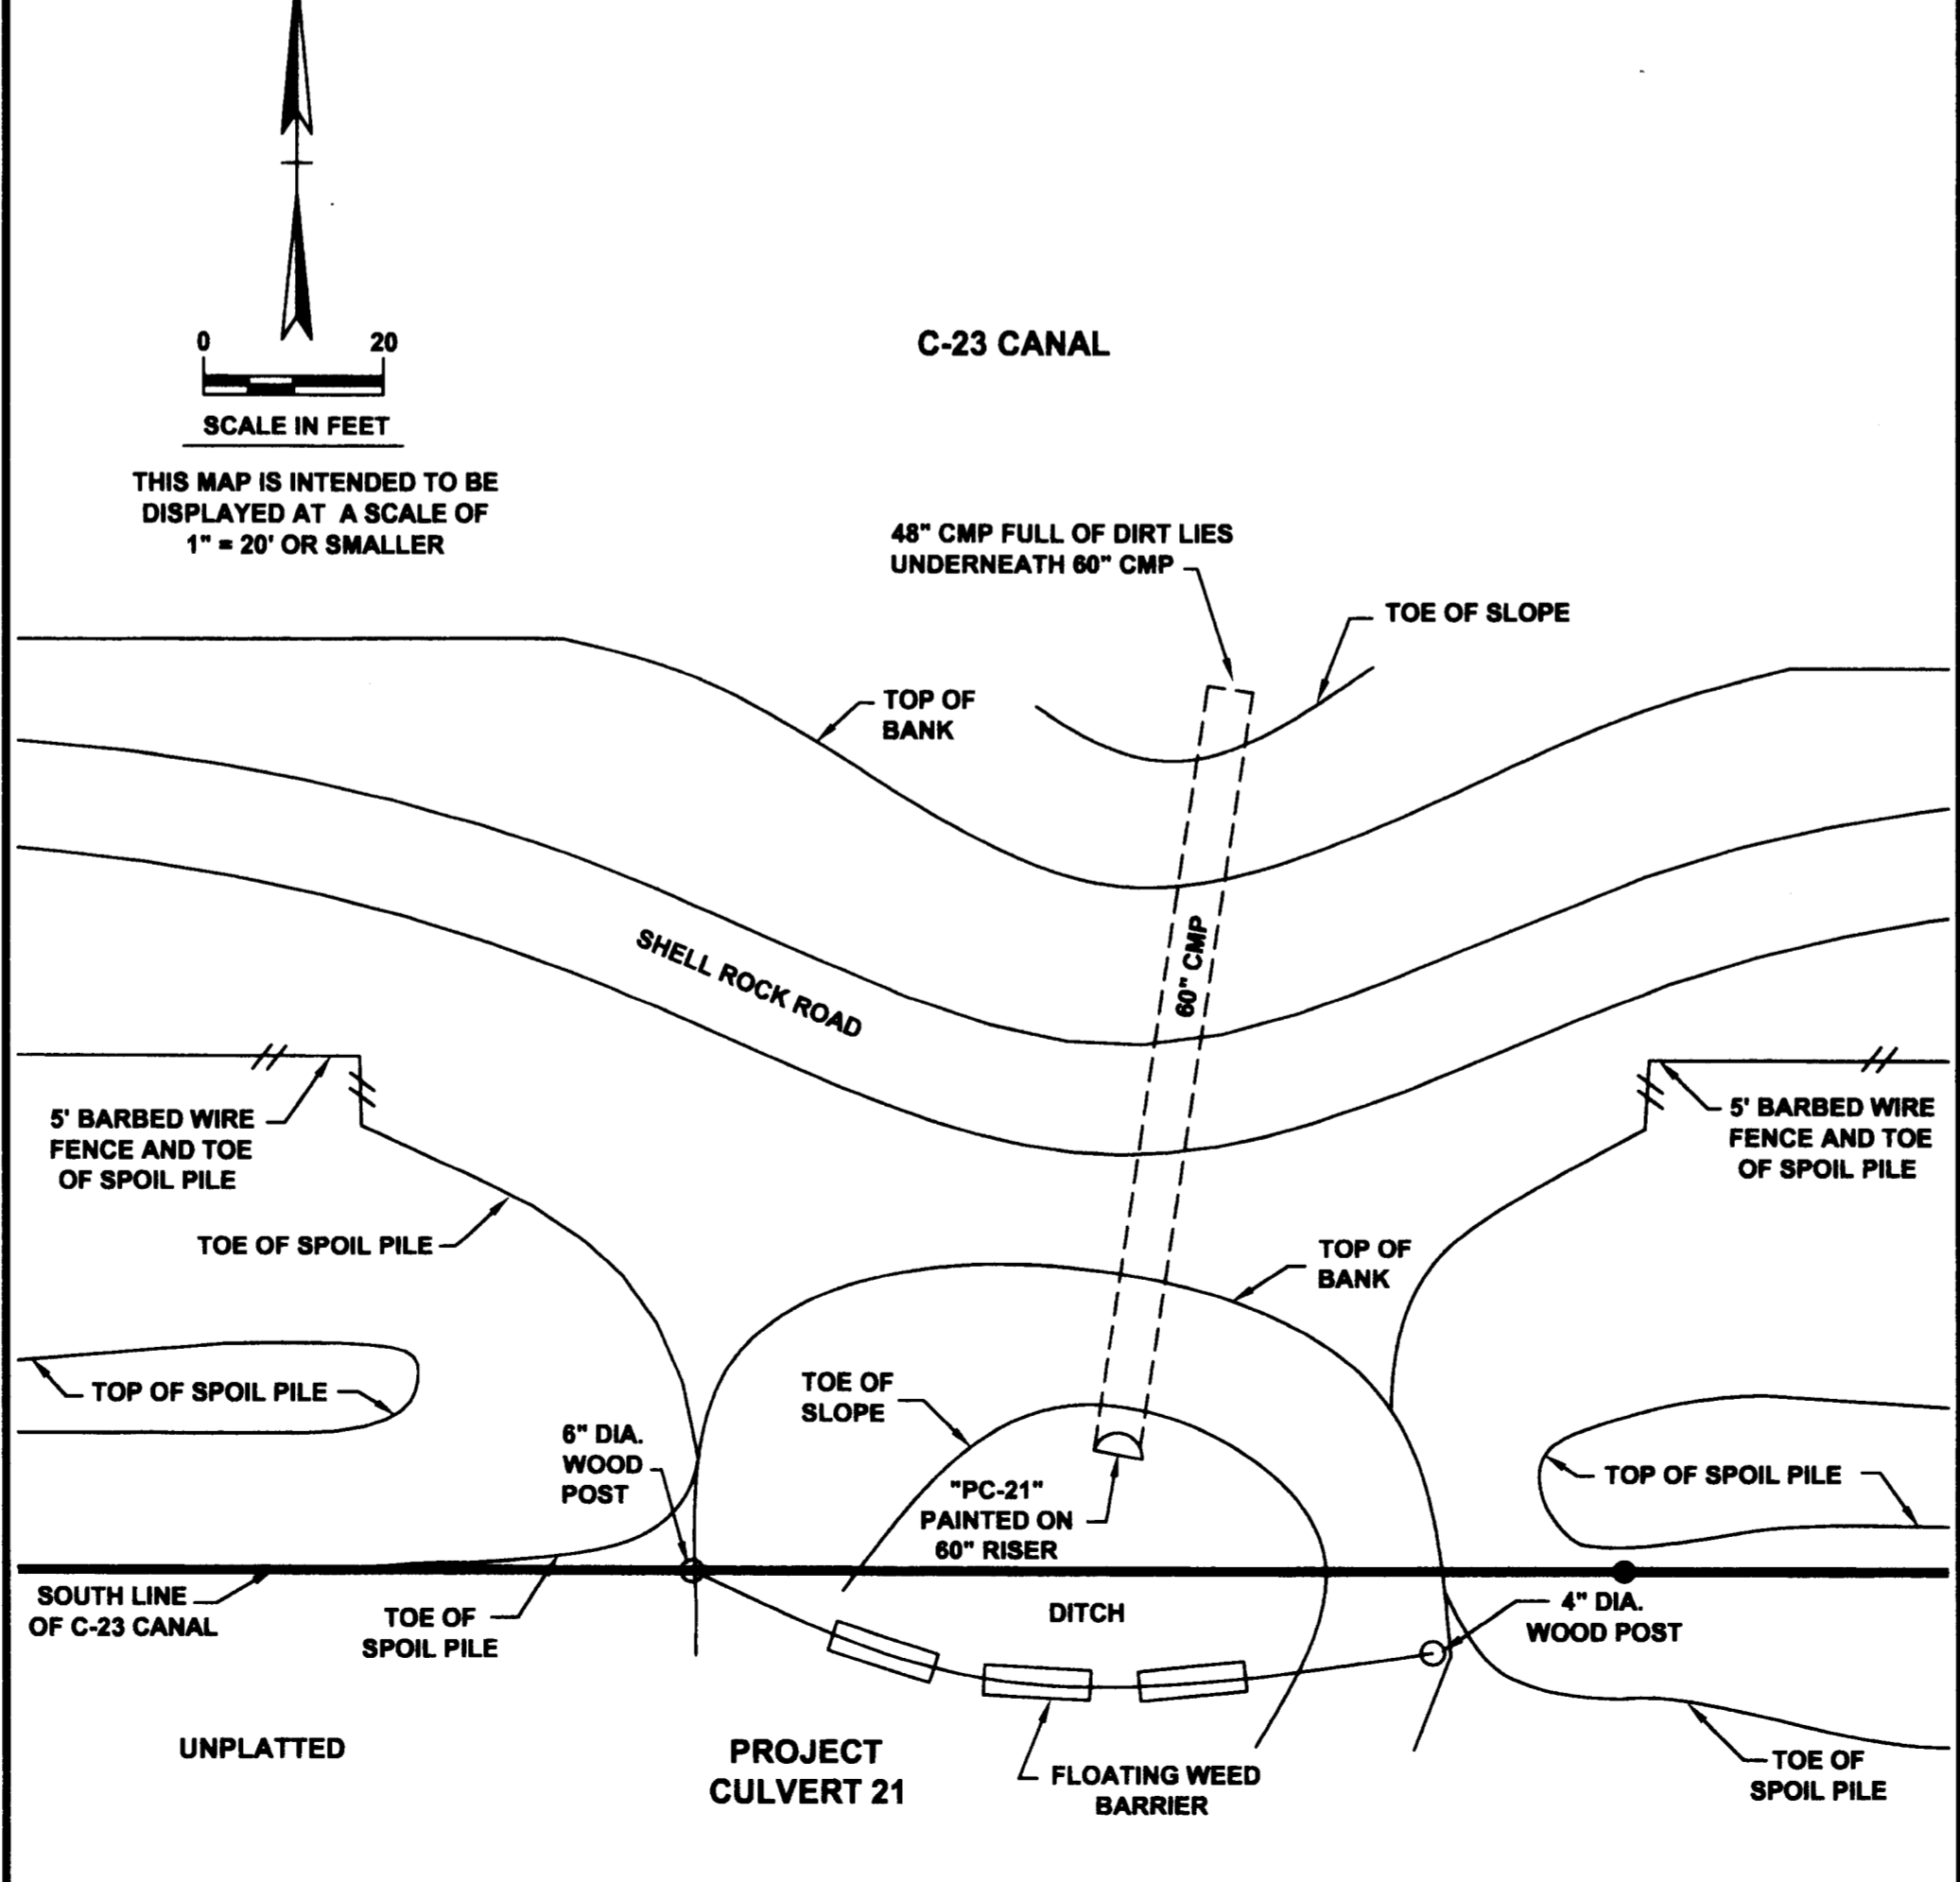 0 20
SCALE IN FEET
THIS MAP IS INTENDED TO BE
DISPLAYED AT A SCALE OF
1" = 20' OR SMALLER
C-23 CANAL
48" CMP FULL OF DIRT LIES
UNDERNEATH 60" CMP
TOE OF SLOPE
TOP OF
BANK
SHELL ROCK ROAD
60" CMP
5' BARBED WIRE
FENCE AND TOE
OF SPOIL PILE
5' BARBED WIRE
FENCE AND TOE
OF SPOIL PILE
TOE OF SPOIL PILE
TOP OF
BANK
TOP OF SPOIL PILE
TOE OF
SLOPE
6" DIA.
WOOD
POST
"PC-21"
PAINTED ON
60" RISER
TOP OF SPOIL PILE
SOUTH LINE
OF C-23 CANAL
TOE OF
SPOIL PILE
DITCH
4" DIA.
WOOD POST
UNPLATTED
PROJECT
CULVERT 21
FLOATING WEED
BARRIER
TOE OF
SPOIL PILE